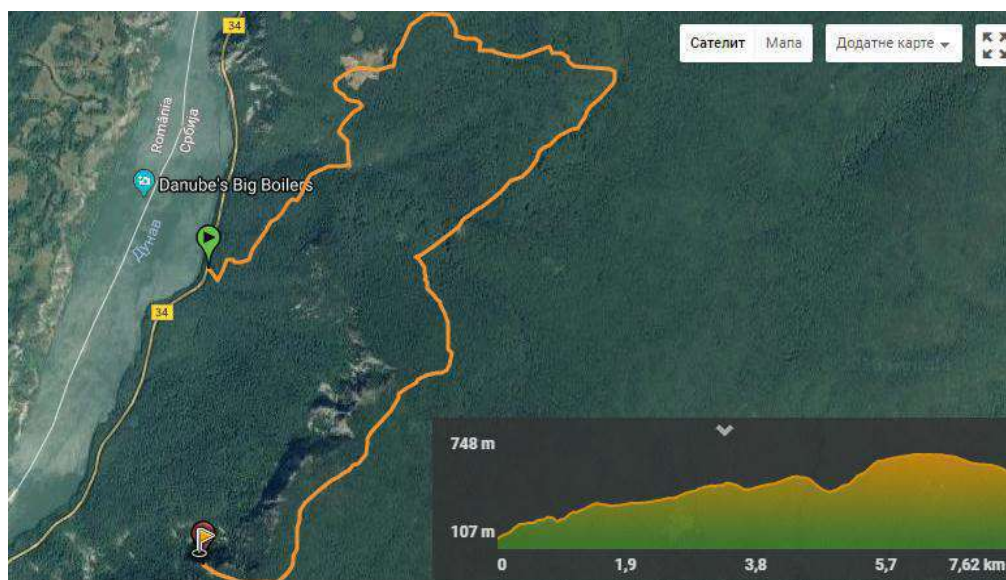 34
Сателит
Мапа
Додатне карте
România
Србија
Danube's Big Boilers
Дунав
34
748 m
107 m
0
1,9
3,8
5,7
7,62 km